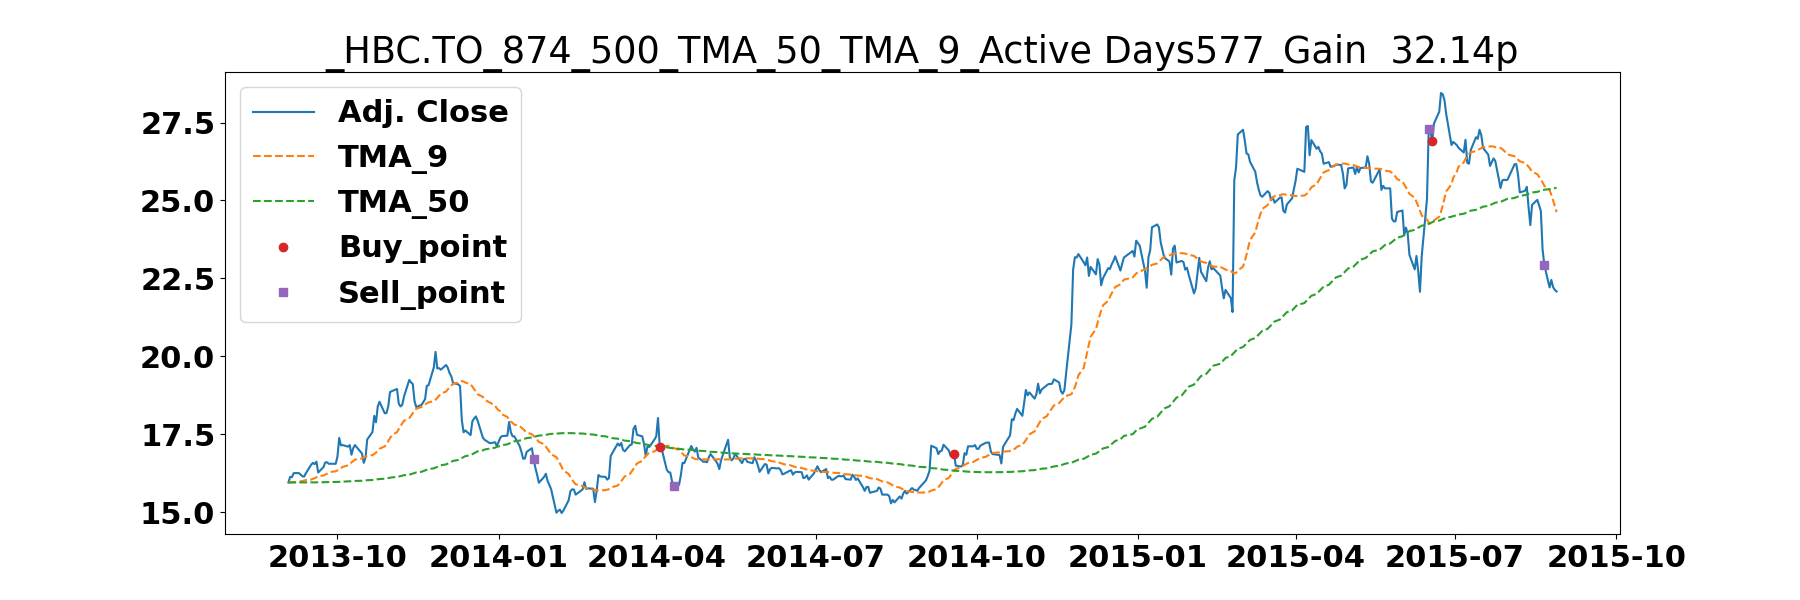 _HBC.TO_874_500_TMA_50_TMA_9_Active Days577_Gain  32.14p
Adj. Close
TMA_9
TMA_50
Buy_point
Sell_point
27.5
25.0
22.5
20.0
17.5
15.0
2013-10 2014-01 2014-04 2014-07 2014-10 2015-01 2015-04 2015-07 2015-10